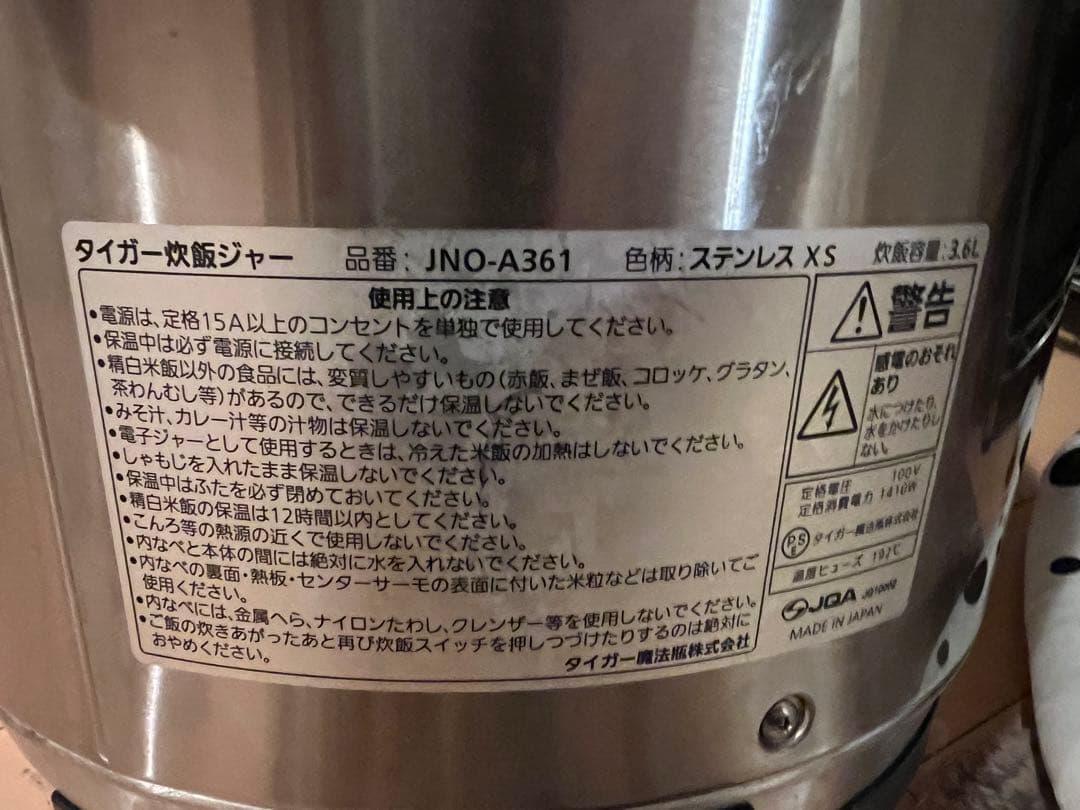 タイガー炊飯ジャー 品番: JNO-A361 色柄:ステンレス XS 炊飯容量:3.6L
使用上の注意
•電源は、定格15A以上のコンセントを単独で使用してください。
•保温中は必ず電源に接続してください。
•精白米飯以外の食品には、変質しやすいもの(赤飯、まぜ飯、コロッケ、グラタン、
茶わんむし等)があるので、できるだけ保温しないでください。
•みそ汁、カレー汁等の汁物は保温しないでください。
•電子ジャーとして使用するときは、冷えた米飯の加熱はしないでください。
•しゃもじを入れたまま保温しないでください。
•保温中はふたを必ず閉めておいてください。
•精白米飯の保温は12時間以内としてください。
•こんろ等の熱源の近くで使用しないでください。
•内なべと本体の間には絶対に水を入れないでください。
•内なべの裏面・熱板・センターサーモの表面に付いた米粒などは取り除いてご
使用ください。
•内なべには、金属へら、ナイロンたわし、クレンザー等を使用しないでください。
•ご飯の炊きあがったあと再び炊飯スイッチを押しつづけたりするのは絶対に
おやめください。
タイガー魔法瓶株式会社
警告
感電のおそれ
あり
水につけたり、
水をかけたりし
ない。
定格電圧 100V
定格消費電力 1410W
PSE タイガー魔法瓶株式会社
温度ヒューズ 192℃
JQA
MADE IN JAPAN